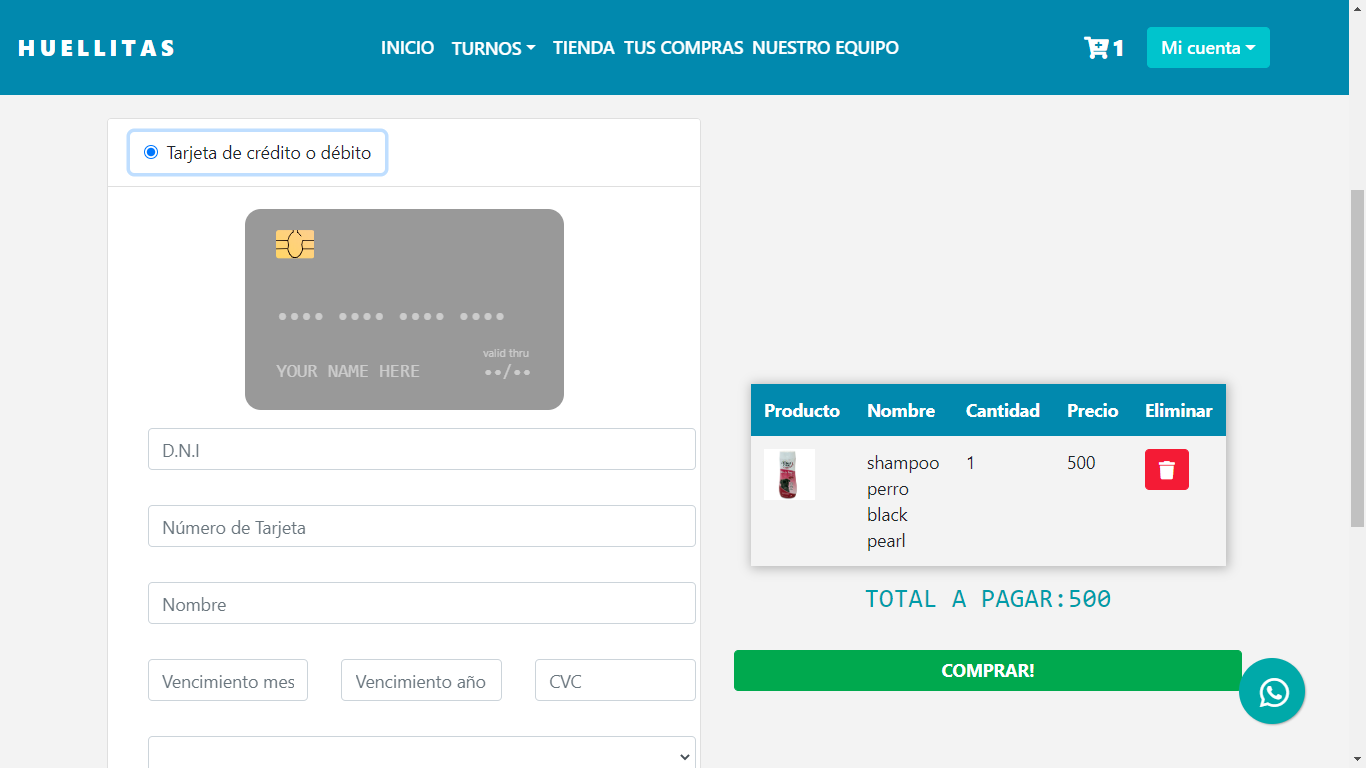 HUELLITAS
INICIO TURNOS TIENDA TUS COMPRAS NUESTRO EQUIPO
1
Mi cuenta
Tarjeta de crédito o débito
•••• •••• •••• ••••
valid thru
YOUR NAME HERE ••/••
D.N.I
Número de Tarjeta
Nombre
Vencimiento mes Vencimiento año CVC
Producto Nombre Cantidad Precio Eliminar
shampoo 1 500
perro
black
pearl
TOTAL A PAGAR:500
COMPRAR!